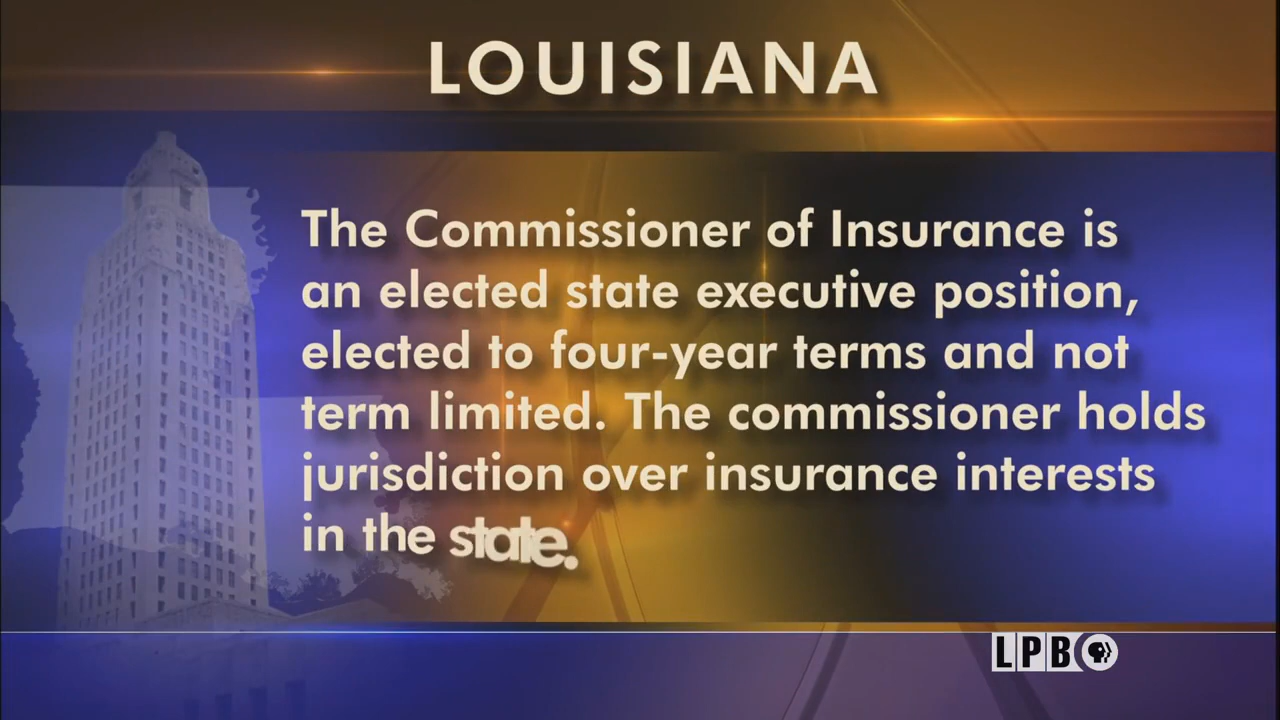 LOUISIANA
The Commissioner of Insurance is
an elected state executive position,
elected to four-year terms and not
term limited. The commissioner holds
jurisdiction over insurance interests
in the state.
LPB